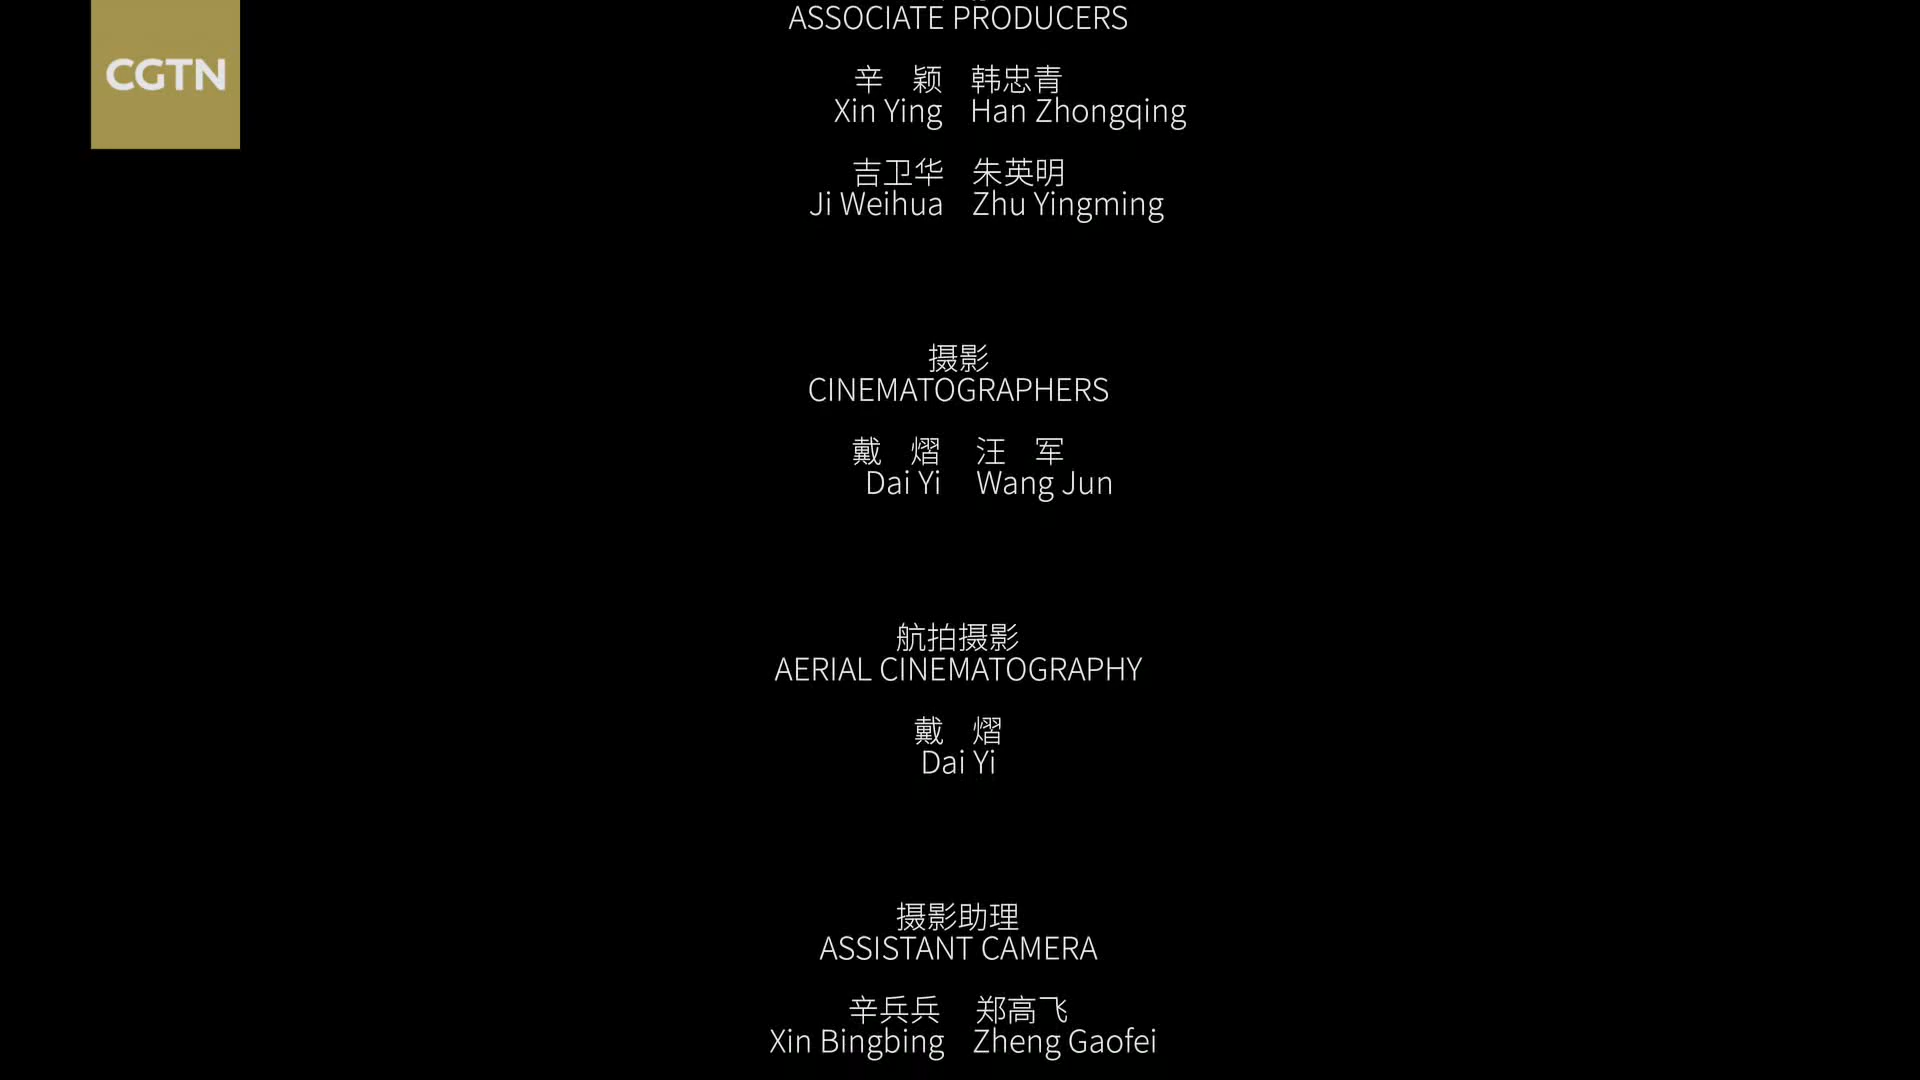 CGTN
ASSOCIATE PRODUCERS
辛　颖　韩忠青
Xin Ying　Han Zhongqing
吉卫华　朱英明
Ji Weihua　Zhu Yingming
摄影
CINEMATOGRAPHERS
戴　熠　汪　军
Dai Yi　Wang Jun
航拍摄影
AERIAL CINEMATOGRAPHY
戴　熠
Dai Yi
摄影助理
ASSISTANT CAMERA
辛兵兵　郑高飞
Xin Bingbing　Zheng Gaofei